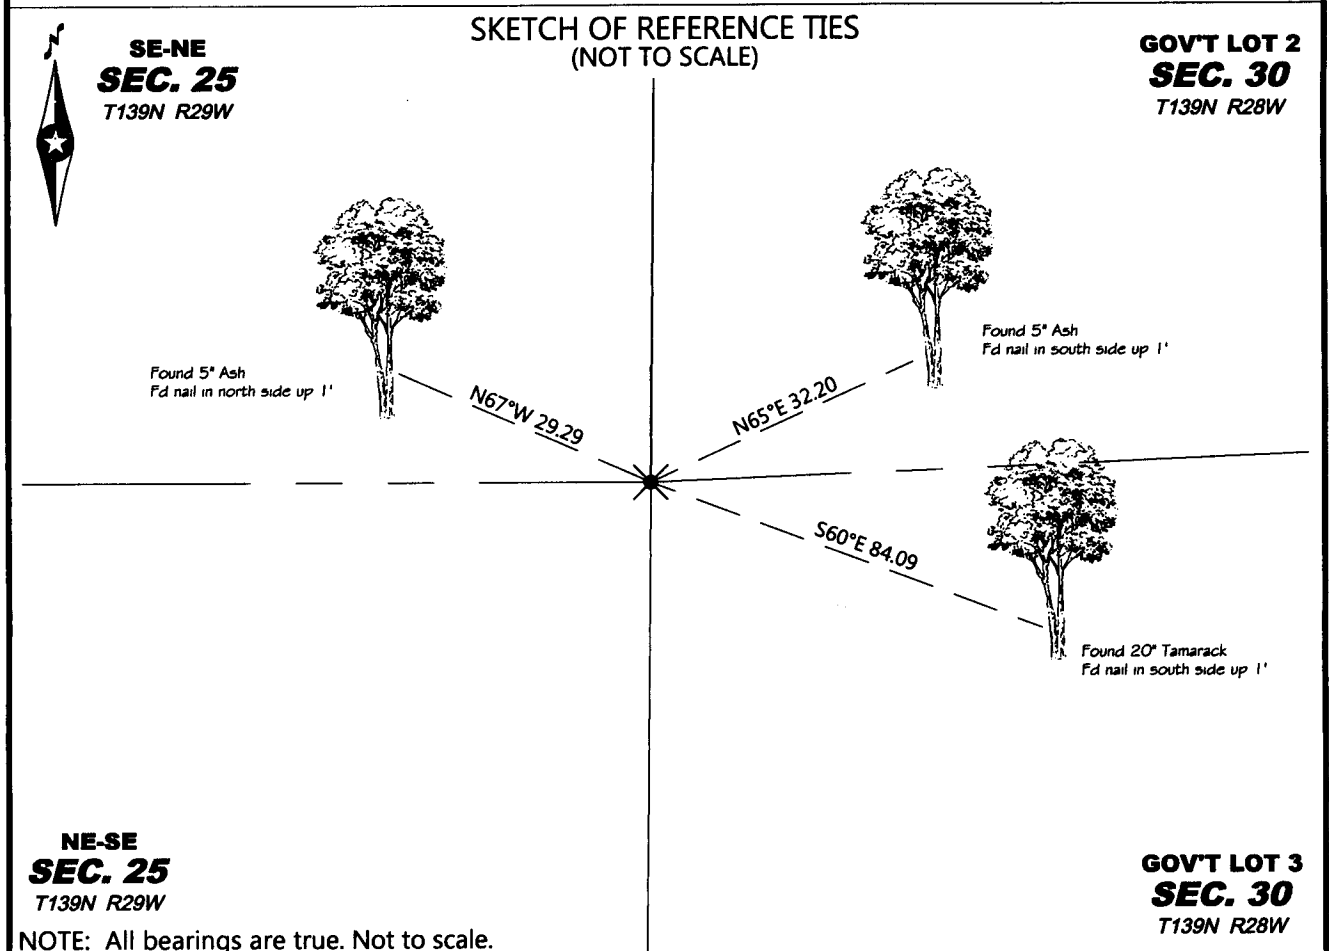 SKETCH OF REFERENCE TIES
(NOT TO SCALE)
N
SE-NE
SEC. 25
T139N R29W
GOV'T LOT 2
SEC. 30
T139N R28W
Found 5" Ash
Fd nail in south side up 1'
Found 5" Ash
Fd nail in north side up 1'
N67°W 29.29
N65°E 32.20
S60°E 84.09
Found 20" Tamarack
Fd nail in south side up 1'
NE-SE
SEC. 25
T139N R29W
GOV'T LOT 3
SEC. 30
T139N R28W
NOTE: All bearings are true. Not to scale.